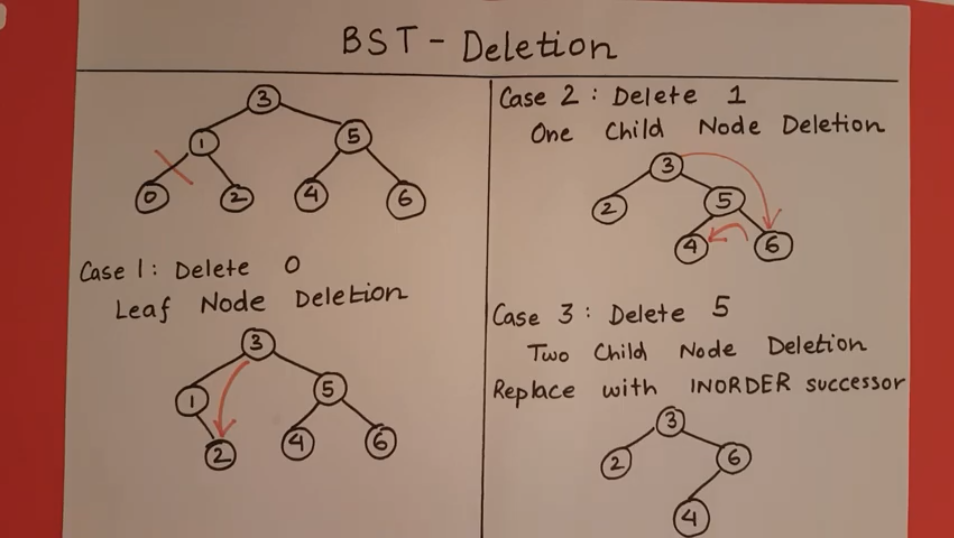 BST - Deletion
3
1 5
0 2 4 6
Case 1: Delete 0
Leaf Node Deletion
3
1 5
2 4 6
Case 2 : Delete 1
One Child Node Deletion
3
2 5
4 6
Case 3 : Delete 5
Two Child Node Deletion
Replace with INORDER successor
3
2 6
4